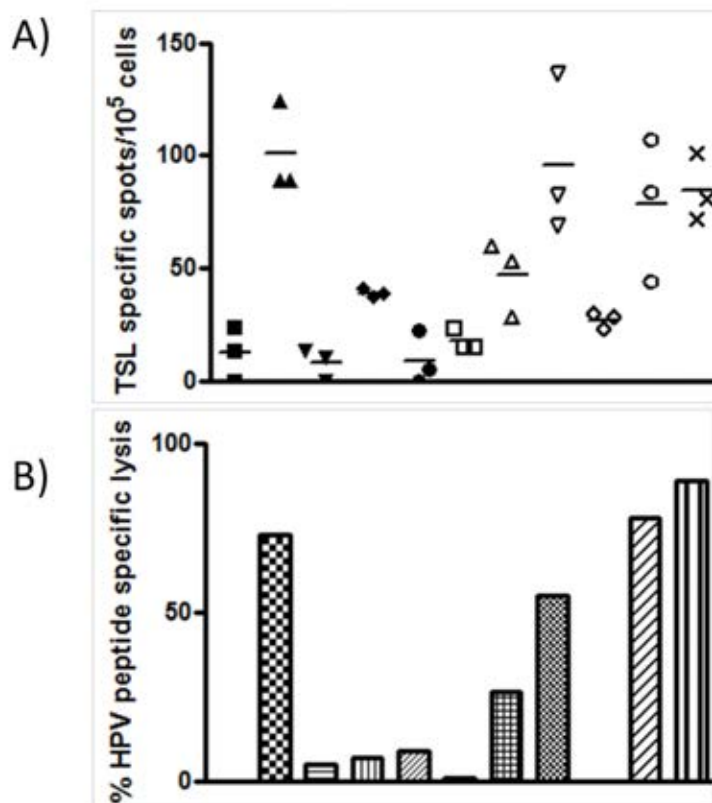 A)
TSL specific spots/10⁵ cells
150
100
50
0
B)
% HPV peptide specific lysis
100
50
0